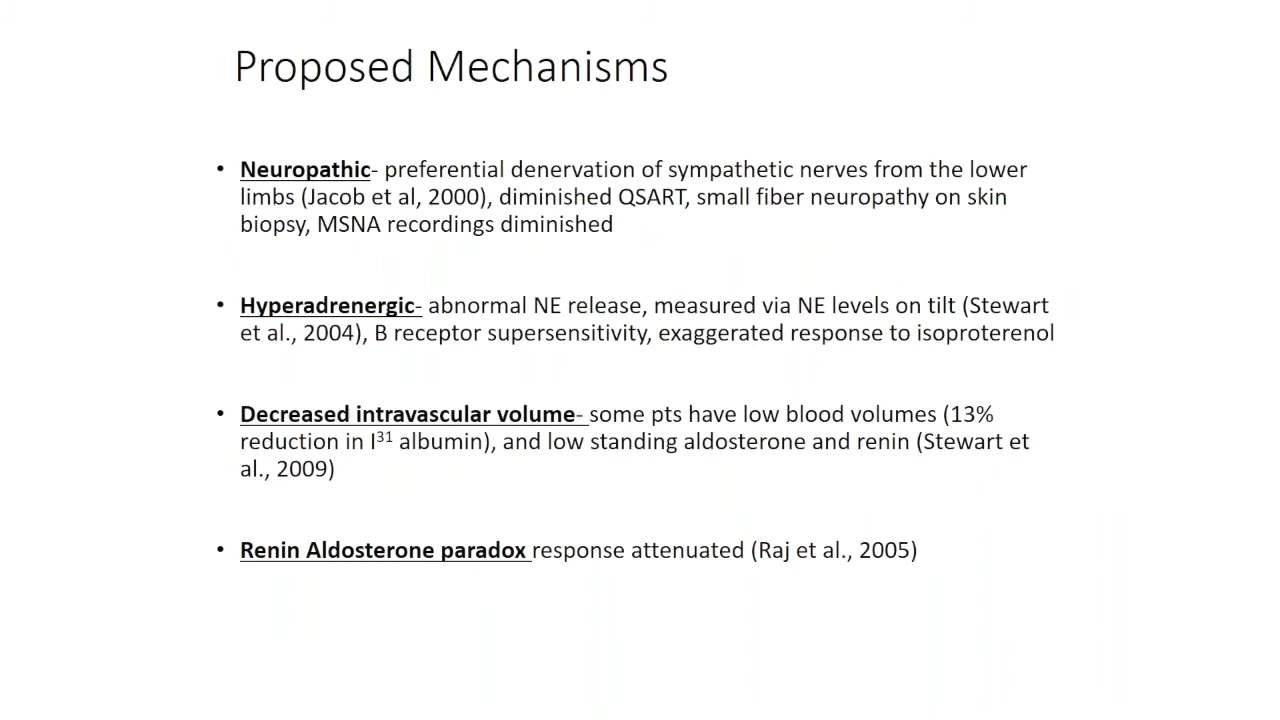 Proposed Mechanisms
• Neuropathic- preferential denervation of sympathetic nerves from the lower
limbs (Jacob et al, 2000), diminished QSART, small fiber neuropathy on skin
biopsy, MSNA recordings diminished
• Hyperadrenergic- abnormal NE release, measured via NE levels on tilt (Stewart
et al., 2004), B receptor supersensitivity, exaggerated response to isoproterenol
• Decreased intravascular volume- some pts have low blood volumes (13%
reduction in I³¹ albumin), and low standing aldosterone and renin (Stewart et
al., 2009)
• Renin Aldosterone paradox response attenuated (Raj et al., 2005)